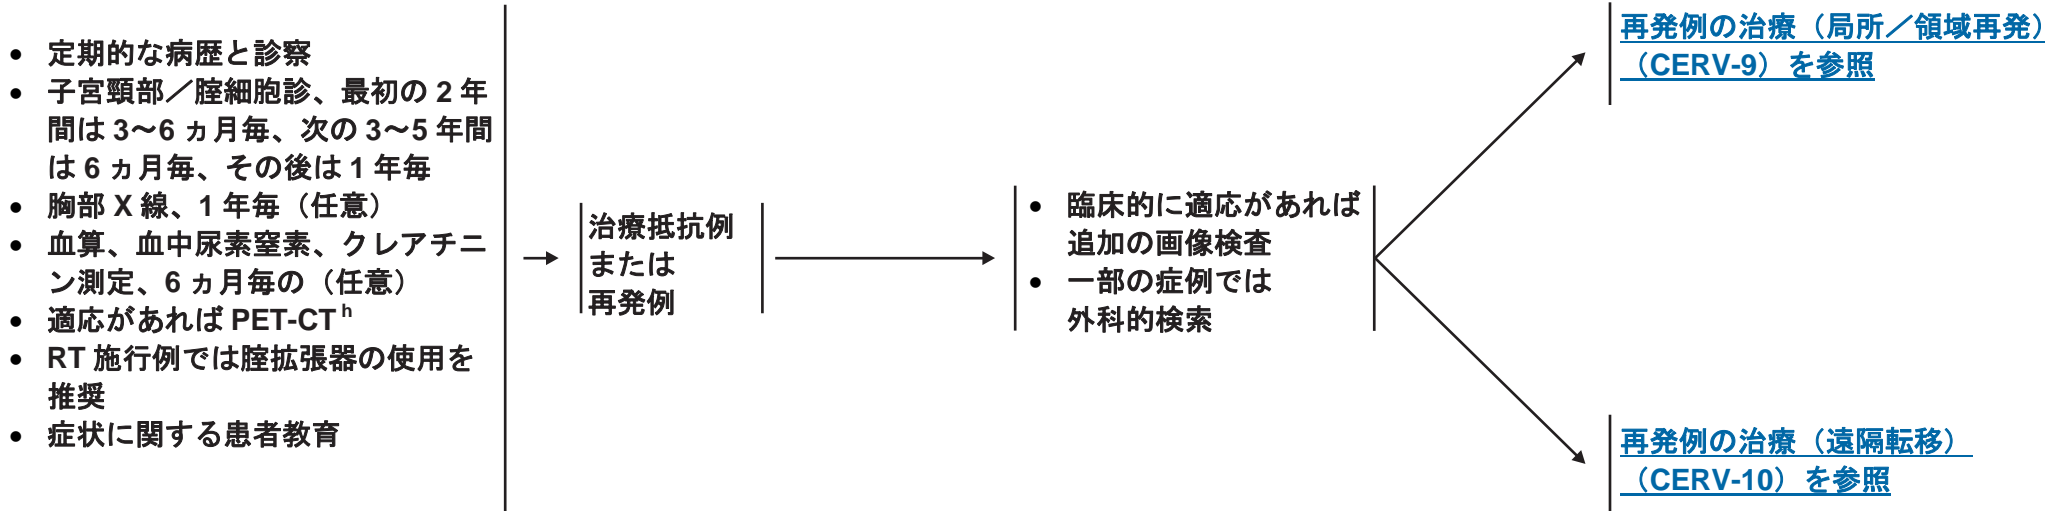 • 定期的な病歴と診察
• 子宮頸部／腟細胞診、最初の 2 年
間は 3～6 ヵ月毎、次の 3～5 年間
は 6 ヵ月毎、その後は 1 年毎
• 胸部 X 線、1 年毎（任意）
• 血算、血中尿素窒素、クレアチニ
ン測定、6 ヵ月毎の（任意）
• 適応があれば PET-CT h
• RT 施行例では腟拡張器の使用を
推奨
• 症状に関する患者教育
治療抵抗例
または
再発例
• 臨床的に適応があれば
追加の画像検査
• 一部の症例では
外科的検索
再発例の治療（局所／領域再発）
（CERV-9）を参照
再発例の治療（遠隔転移）
（CERV-10）を参照